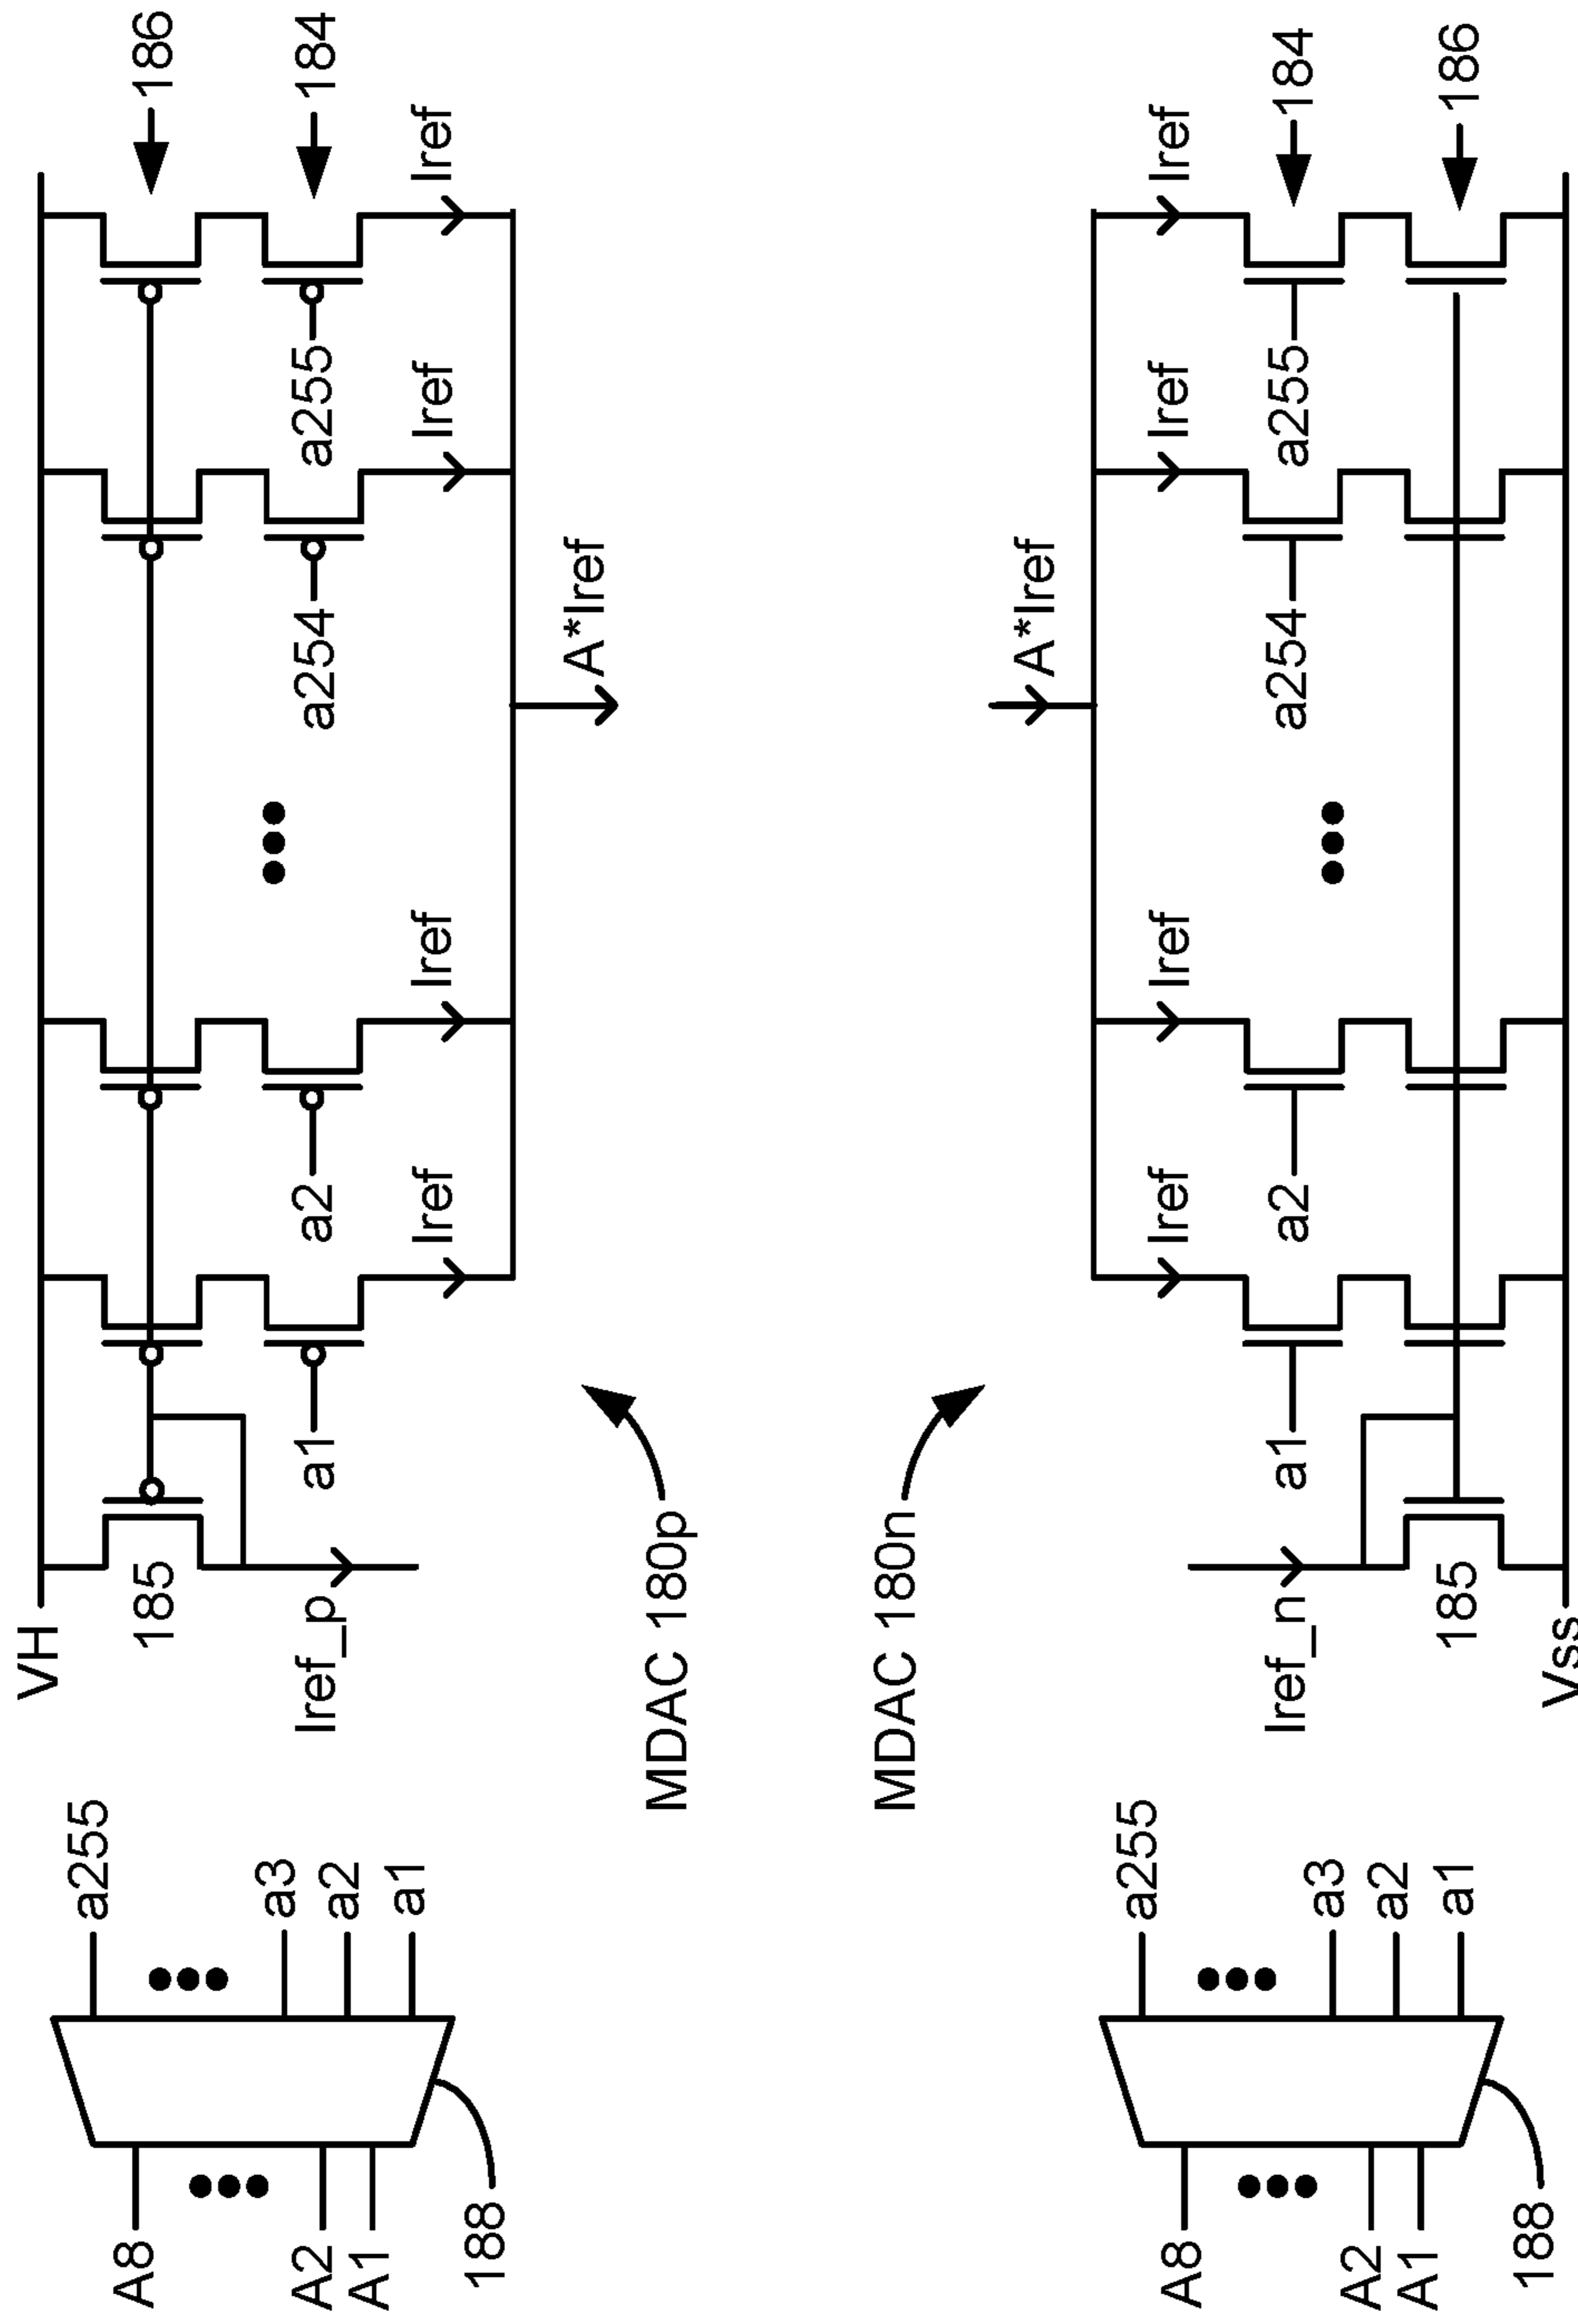 A8
A2
A1
188
a255
a3
a2
a1
VH
185
Iref_p
a1
a2
a254
a255
186
184
Iref
Iref
Iref
Iref
A*Iref
MDAC 180p
MDAC 180n
A*Iref
Iref
Iref
Iref
Iref
a1
a2
a254
a255
184
186
Iref_n
185
Vss
A8
A2
A1
188
a255
a3
a2
a1